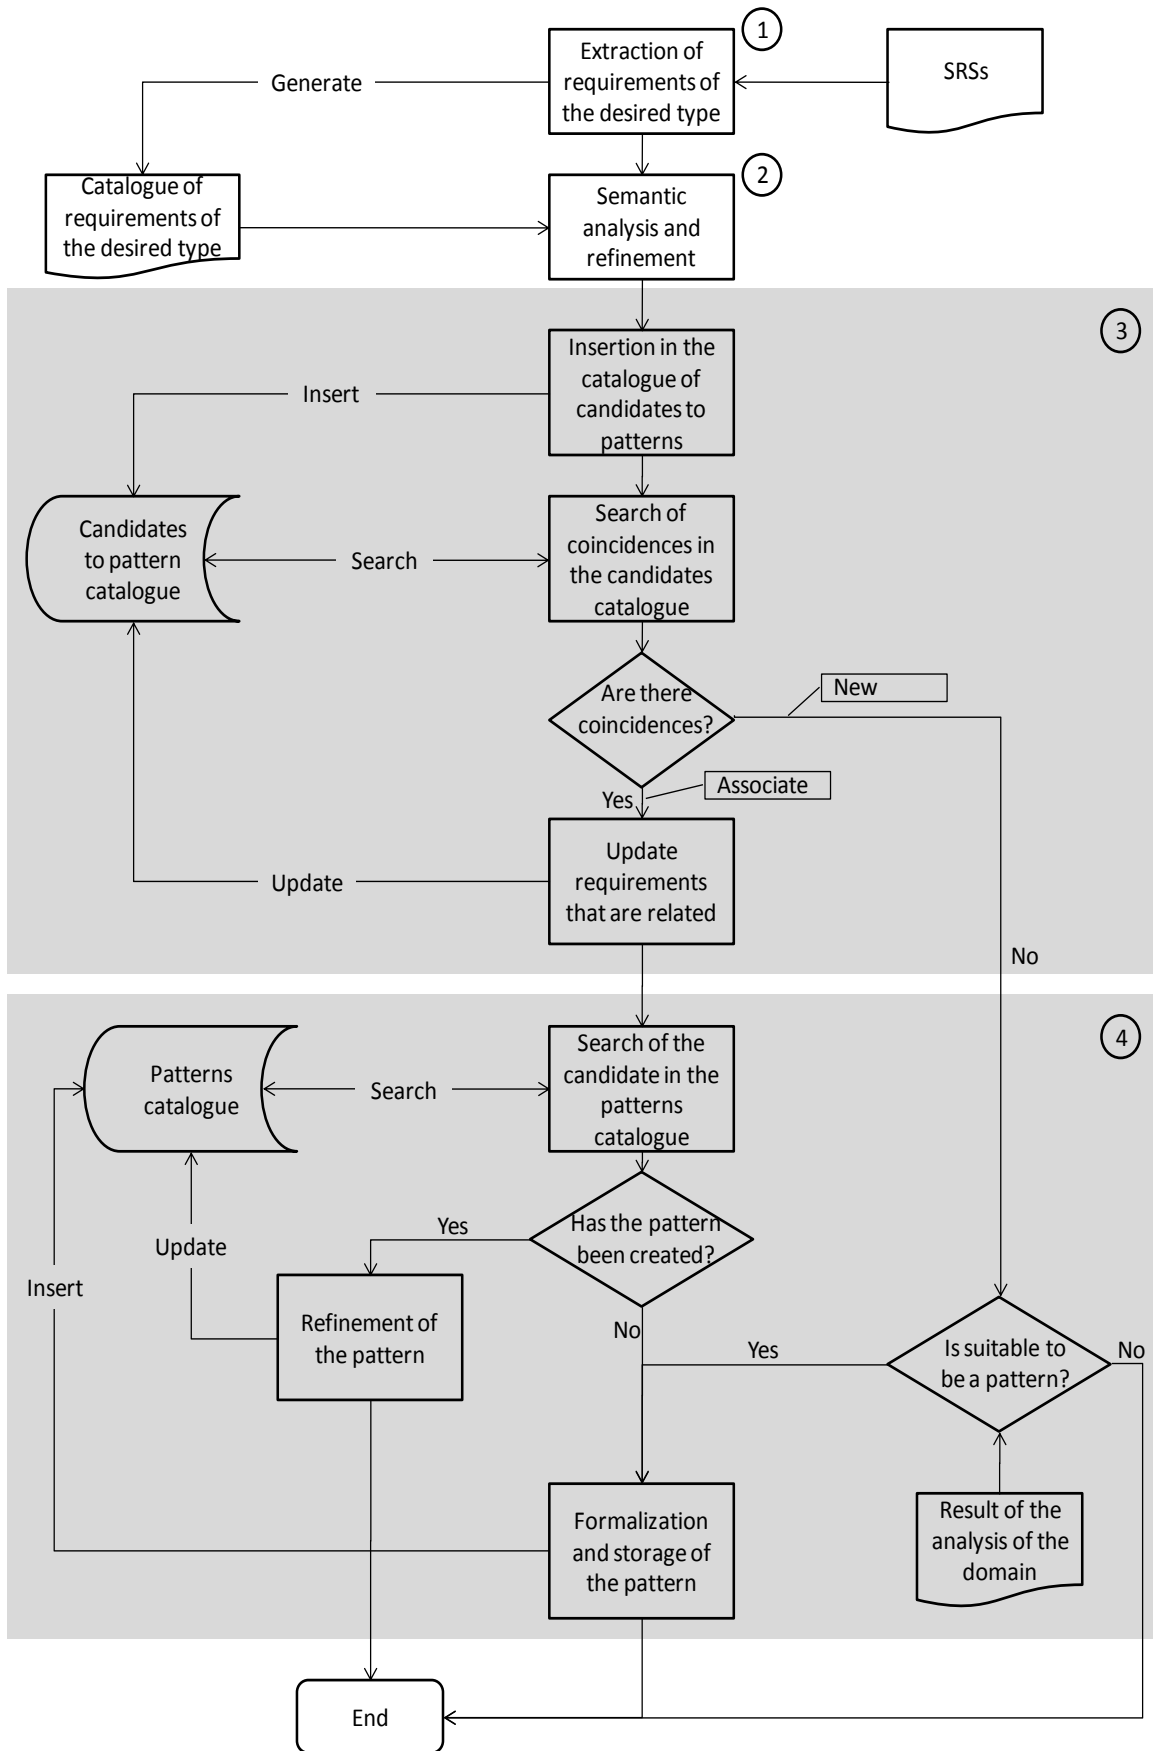 1
Extraction of
requirements of
the desired type
SRSs
Generate
2
Catalogue of
requirements of
the desired type
Semantic
analysis and
refinement
3
Insertion in the
catalogue of
candidates to
patterns
Insert
Candidates
to pattern
catalogue
Search
Search of
coincidences in
the candidates
catalogue
Are there
coincidences?
New
Yes
Associate
Update
requirements
that are related
Update
No
4
Patterns
catalogue
Search
Search of the
candidate in the
patterns
catalogue
Has the pattern
been created?
Yes
Update
Insert
Refinement of
the pattern
No
Yes
Is suitable to
be a pattern?
No
Formalization
and storage of
the pattern
Result of the
analysis of the
domain
End